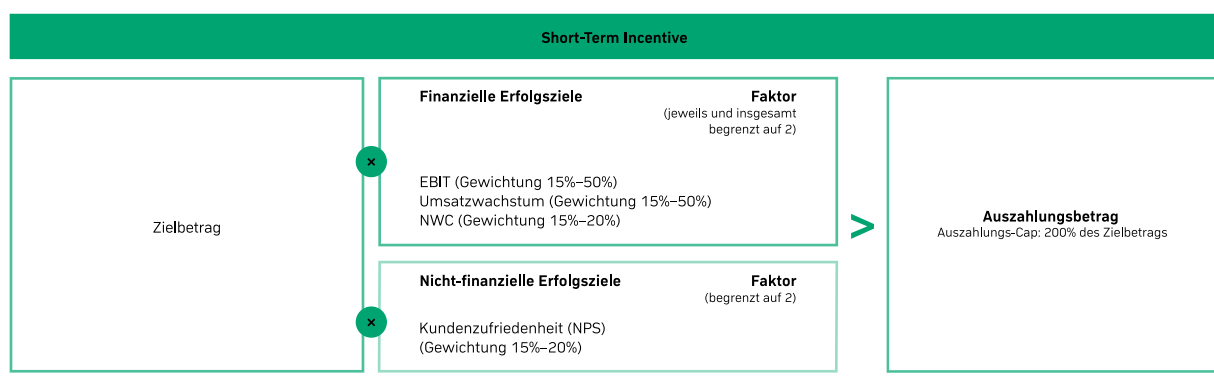 Short-Term Incentive
Zielbetrag
×
Finanzielle Erfolgsziele Faktor
(jeweils und insgesamt
begrenzt auf 2)
EBIT (Gewichtung 15%–50%)
Umsatzwachstum (Gewichtung 15%–50%)
NWC (Gewichtung 15%–20%)
×
Nicht-finanzielle Erfolgsziele Faktor
(begrenzt auf 2)
Kundenzufriedenheit (NPS)
(Gewichtung 15%–20%)
>
Auszahlungsbetrag
Auszahlungs-Cap: 200% des Zielbetrags